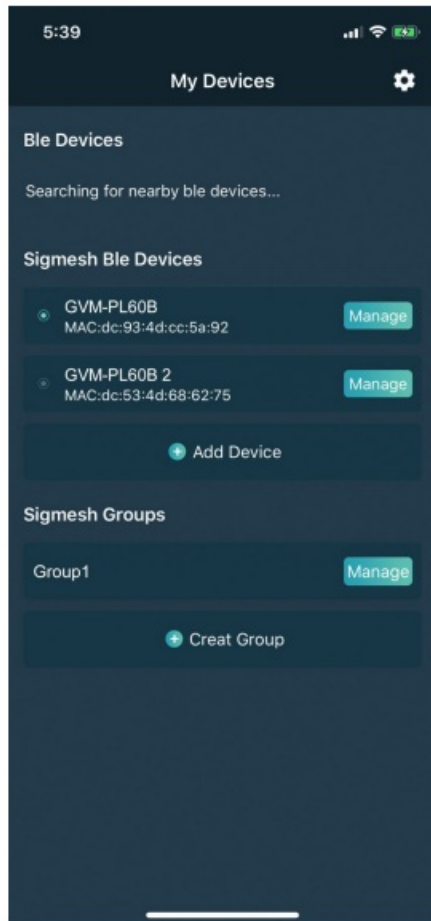 5:39
My Devices
Ble Devices
Searching for nearby ble devices...
Sigmesh Ble Devices
GVM-PL60B
MAC:dc:93:4d:cc:5a:92
Manage
GVM-PL60B 2
MAC:dc:53:4d:68:62:75
Manage
Add Device
Sigmesh Groups
Group1
Manage
Creat Group